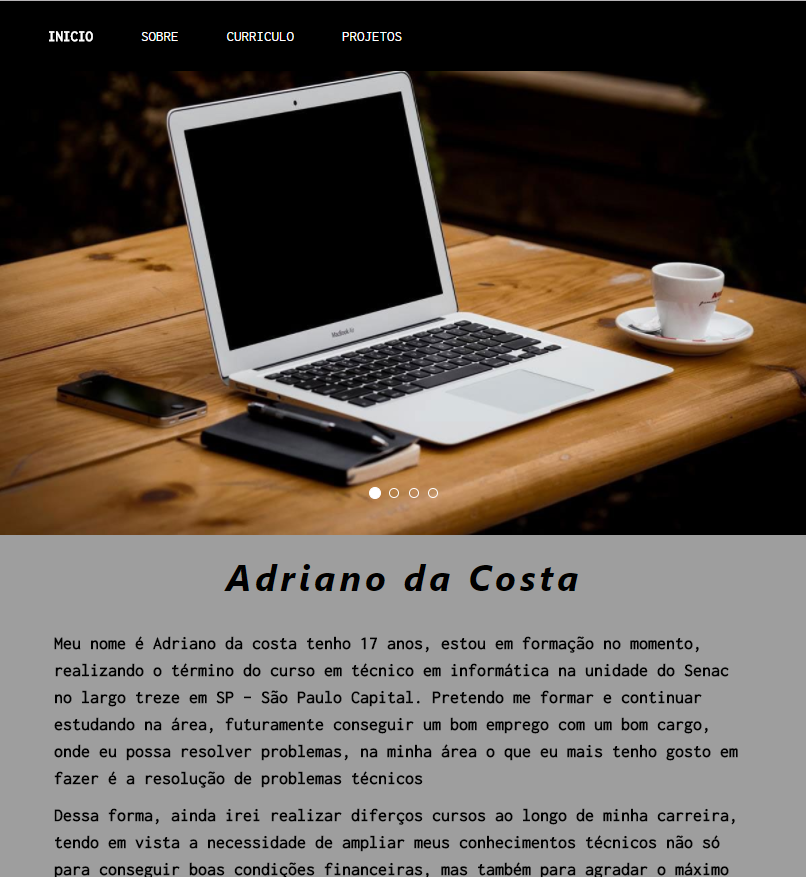 INICIO SOBRE CURRICULO PROJETOS
MacBook Air
Adriano da Costa
Meu nome é Adriano da costa tenho 17 anos, estou em formação no momento,
realizando o término do curso em técnico em informática na unidade do Senac
no largo treze em SP – São Paulo Capital. Pretendo me formar e continuar
estudando na área, futuramente conseguir um bom emprego com um bom cargo,
onde eu possa resolver problemas, na minha área o que eu mais tenho gosto em
fazer é a resolução de problemas técnicos
Dessa forma, ainda irei realizar diferços cursos ao longo de minha carreira,
tendo em vista a necessidade de ampliar meus conhecimentos técnicos não só
para conseguir boas condições financeiras, mas também para agradar o máximo